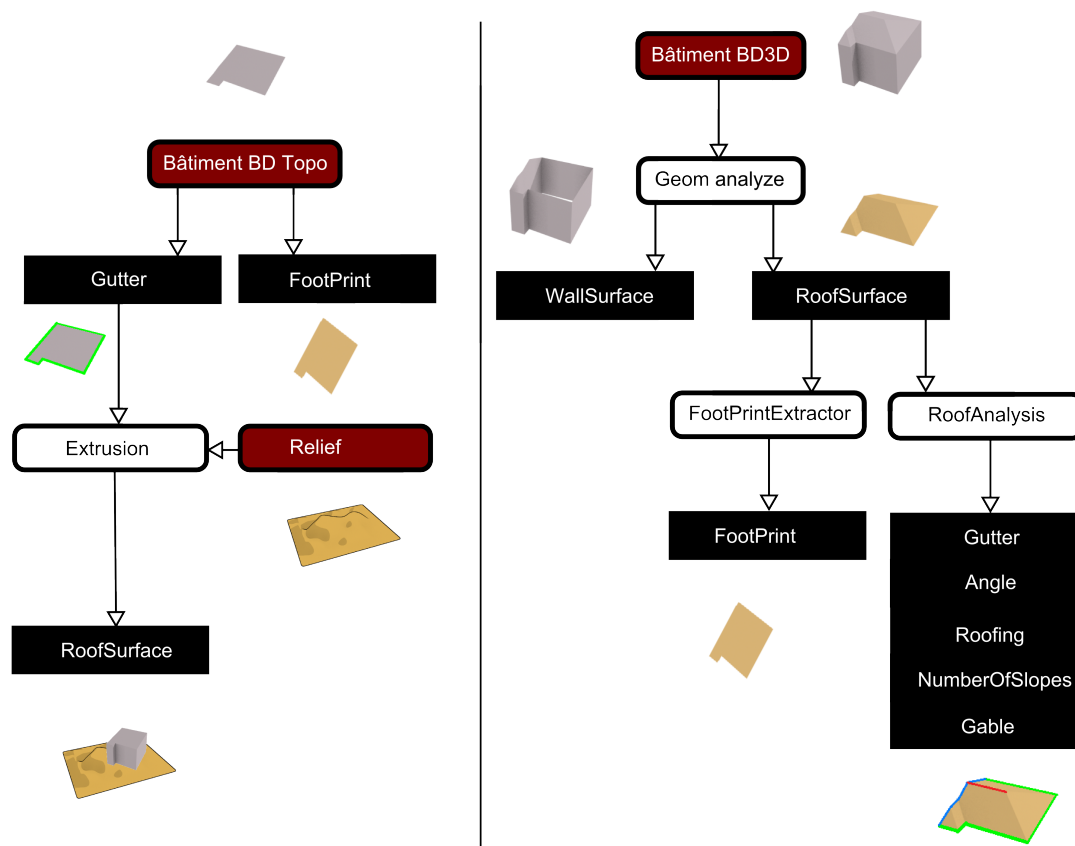 Bâtiment BD Topo
Gutter
FootPrint
Extrusion
Relief
RoofSurface
Bâtiment BD3D
Geom analyze
WallSurface
RoofSurface
FootPrintExtractor
RoofAnalysis
FootPrint
Gutter
Angle
Roofing
NumberOfSlopes
Gable